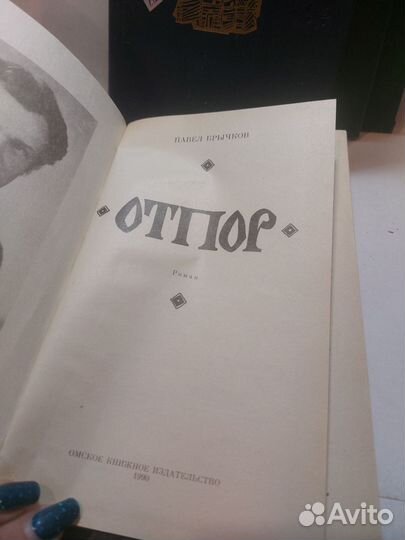 ПАВЕЛ БРЫЧКОВ
ОТПОР
Роман
ОМСКОЕ КНИЖНОЕ ИЗДАТЕЛЬСТВО
1990
Avito